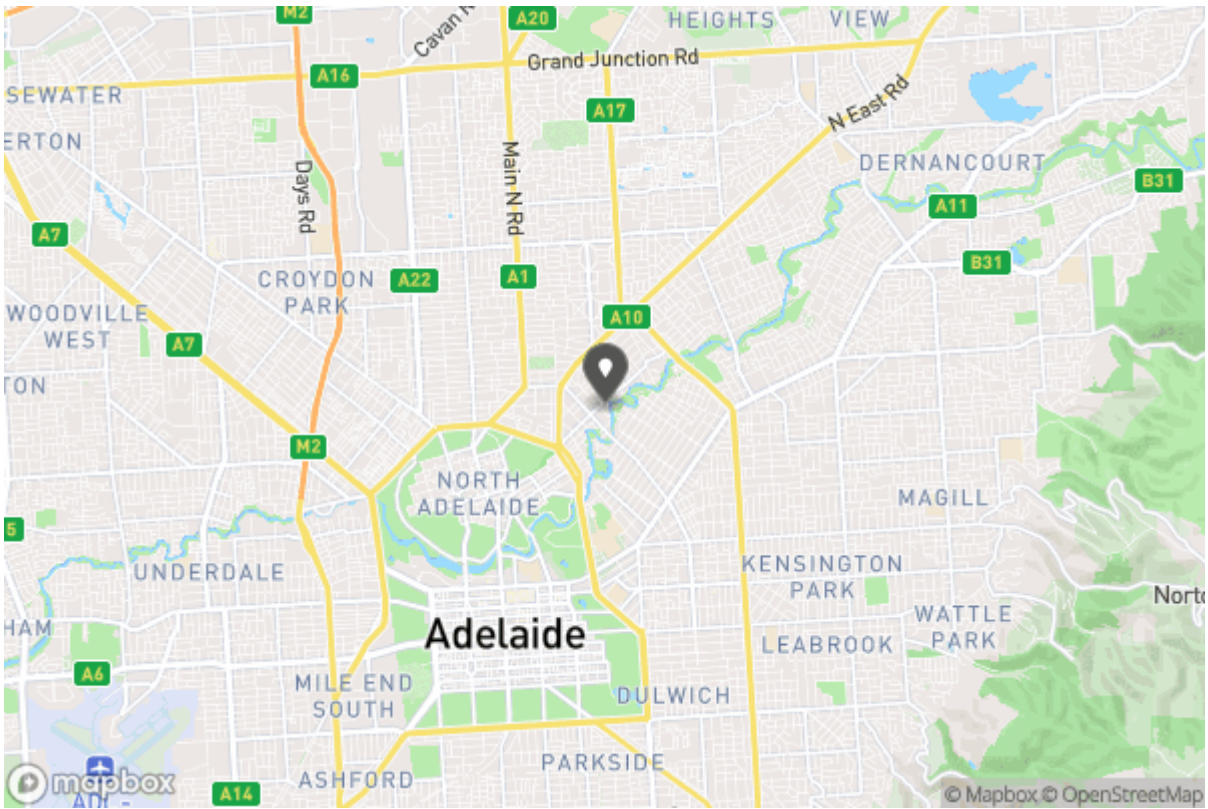 M2
A20
HEIGHTS
VIEW
Cavan R
Grand Junction Rd
A16
SEWATER
A17
N East Rd
ERTON
Main N Rd
Days Rd
DERNANCOURT
B31
A11
A7
B31
CROYDON
PARK
A22
A1
WOODVILLE
WEST
A10
A7
TON
M2
NORTH
ADELAIDE
MAGILL
5
UNDERDALE
KENSINGTON
PARK
Norto
HAM
WATTLE
PARK
Adelaide
LEABROOK
A6
MILE END
SOUTH
DULWICH
PARKSIDE
ASHFORD
mapbox
A14
© Mapbox © OpenStreetMap